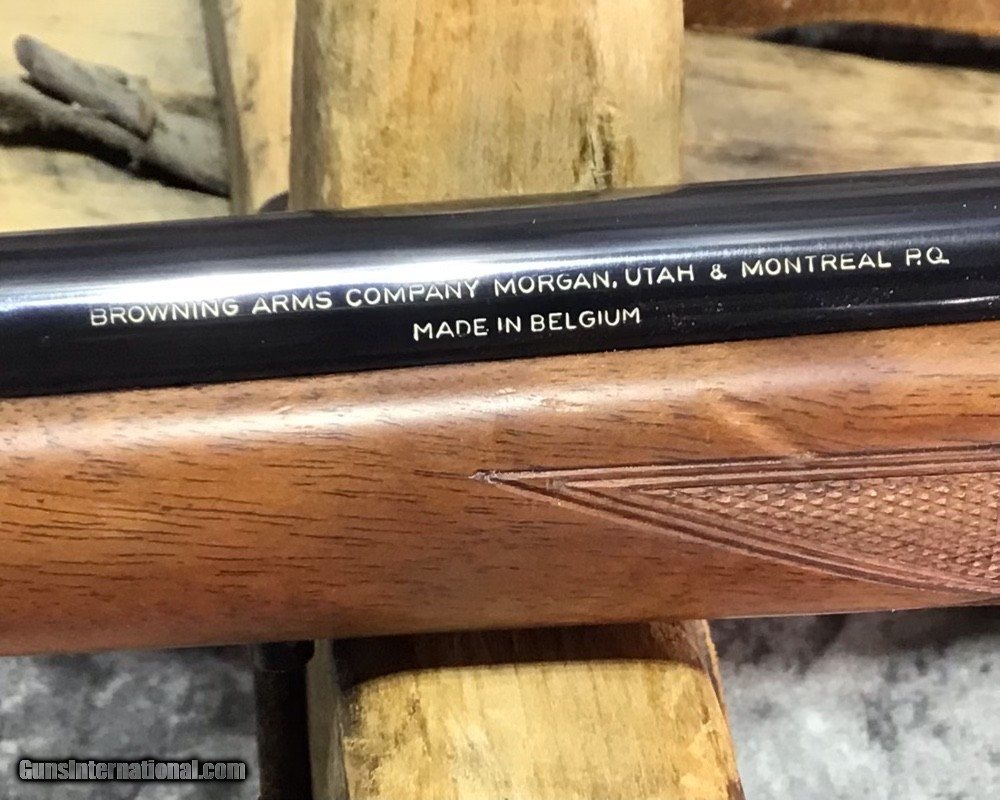 BROWNING ARMS COMPANY MORGAN, UTAH & MONTREAL P.Q.
MADE IN BELGIUM
GunsInternational.com